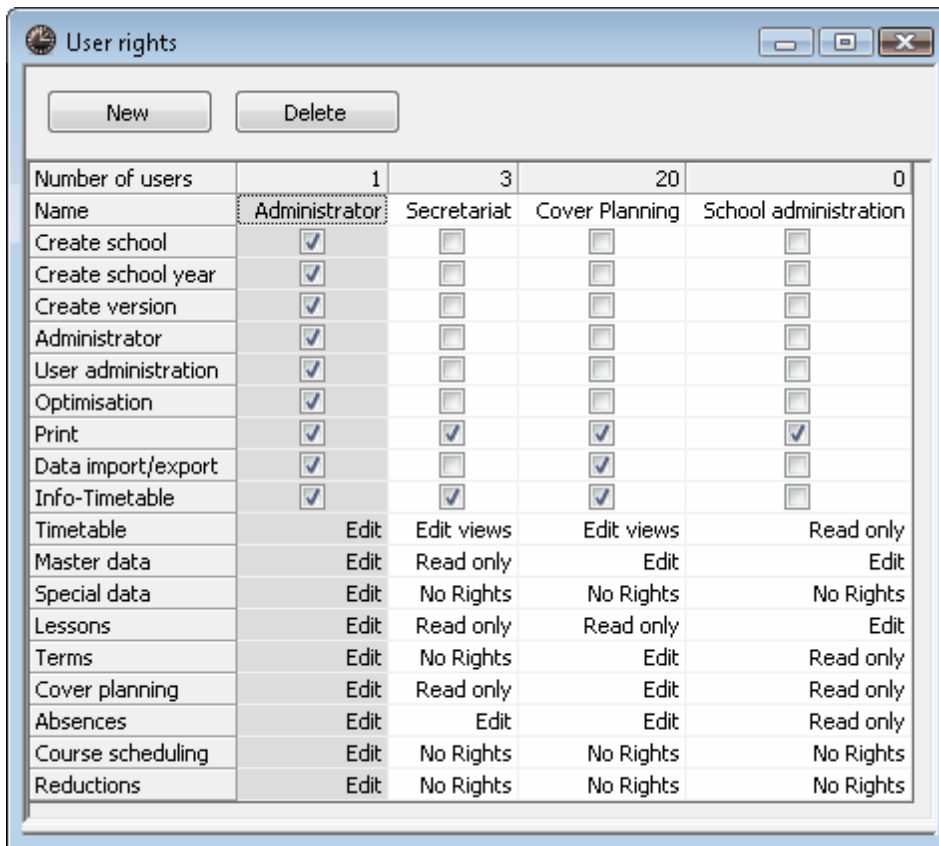 User rights
New Delete
Number of users 1 3 20 0
Name Administrator Secretariat Cover Planning School administration
Create school
Create school year
Create version
Administrator
User administration
Optimisation
Print
Data import/export
Info-Timetable
Timetable Edit Edit views Edit views Read only
Master data Edit Read only Edit Edit
Special data Edit No Rights No Rights No Rights
Lessons Edit Read only Read only Edit
Terms Edit No Rights Edit Read only
Cover planning Edit Read only Edit Read only
Absences Edit Edit Edit Read only
Course scheduling Edit No Rights No Rights No Rights
Reductions Edit No Rights No Rights No Rights